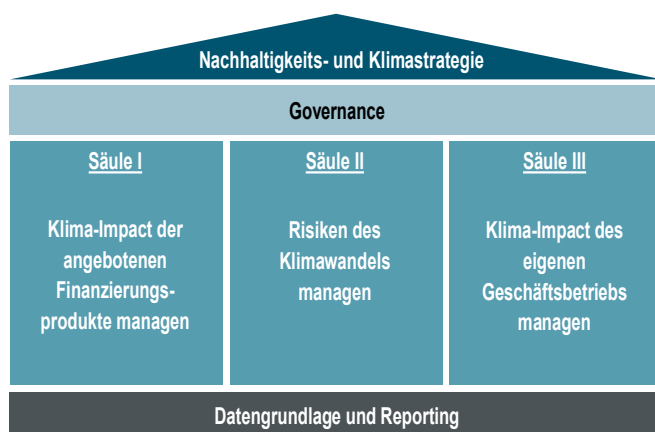 Nachhaltigkeits- und Klimastrategie
Governance
Säule I
Klima-Impact der
angebotenen
Finanzierungs-
produkte managen
Säule II
Risiken des
Klimawandels
managen
Säule III
Klima-Impact des
eigenen
Geschäftsbetriebs
managen
Datengrundlage und Reporting